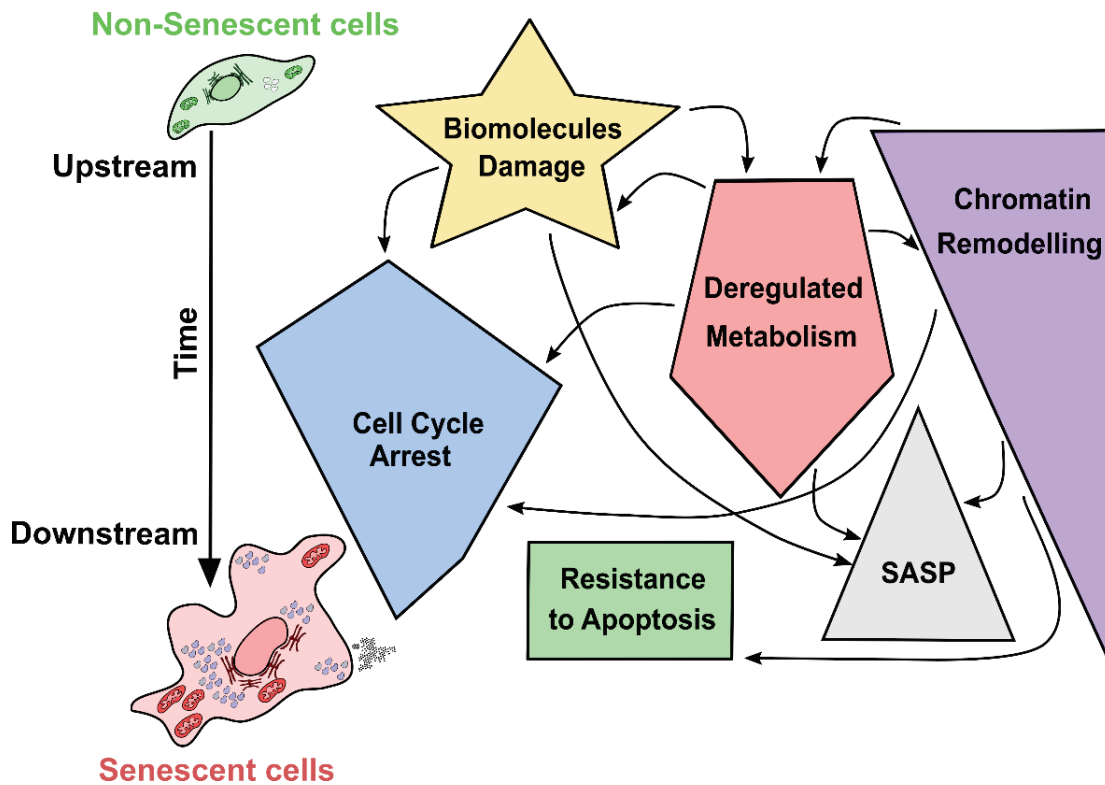 Non-Senescent cells
Upstream
Time
Downstream
Senescent cells
Biomolecules
Damage
Chromatin
Remodelling
Deregulated
Metabolism
Cell Cycle
Arrest
Resistance
to Apoptosis
SASP